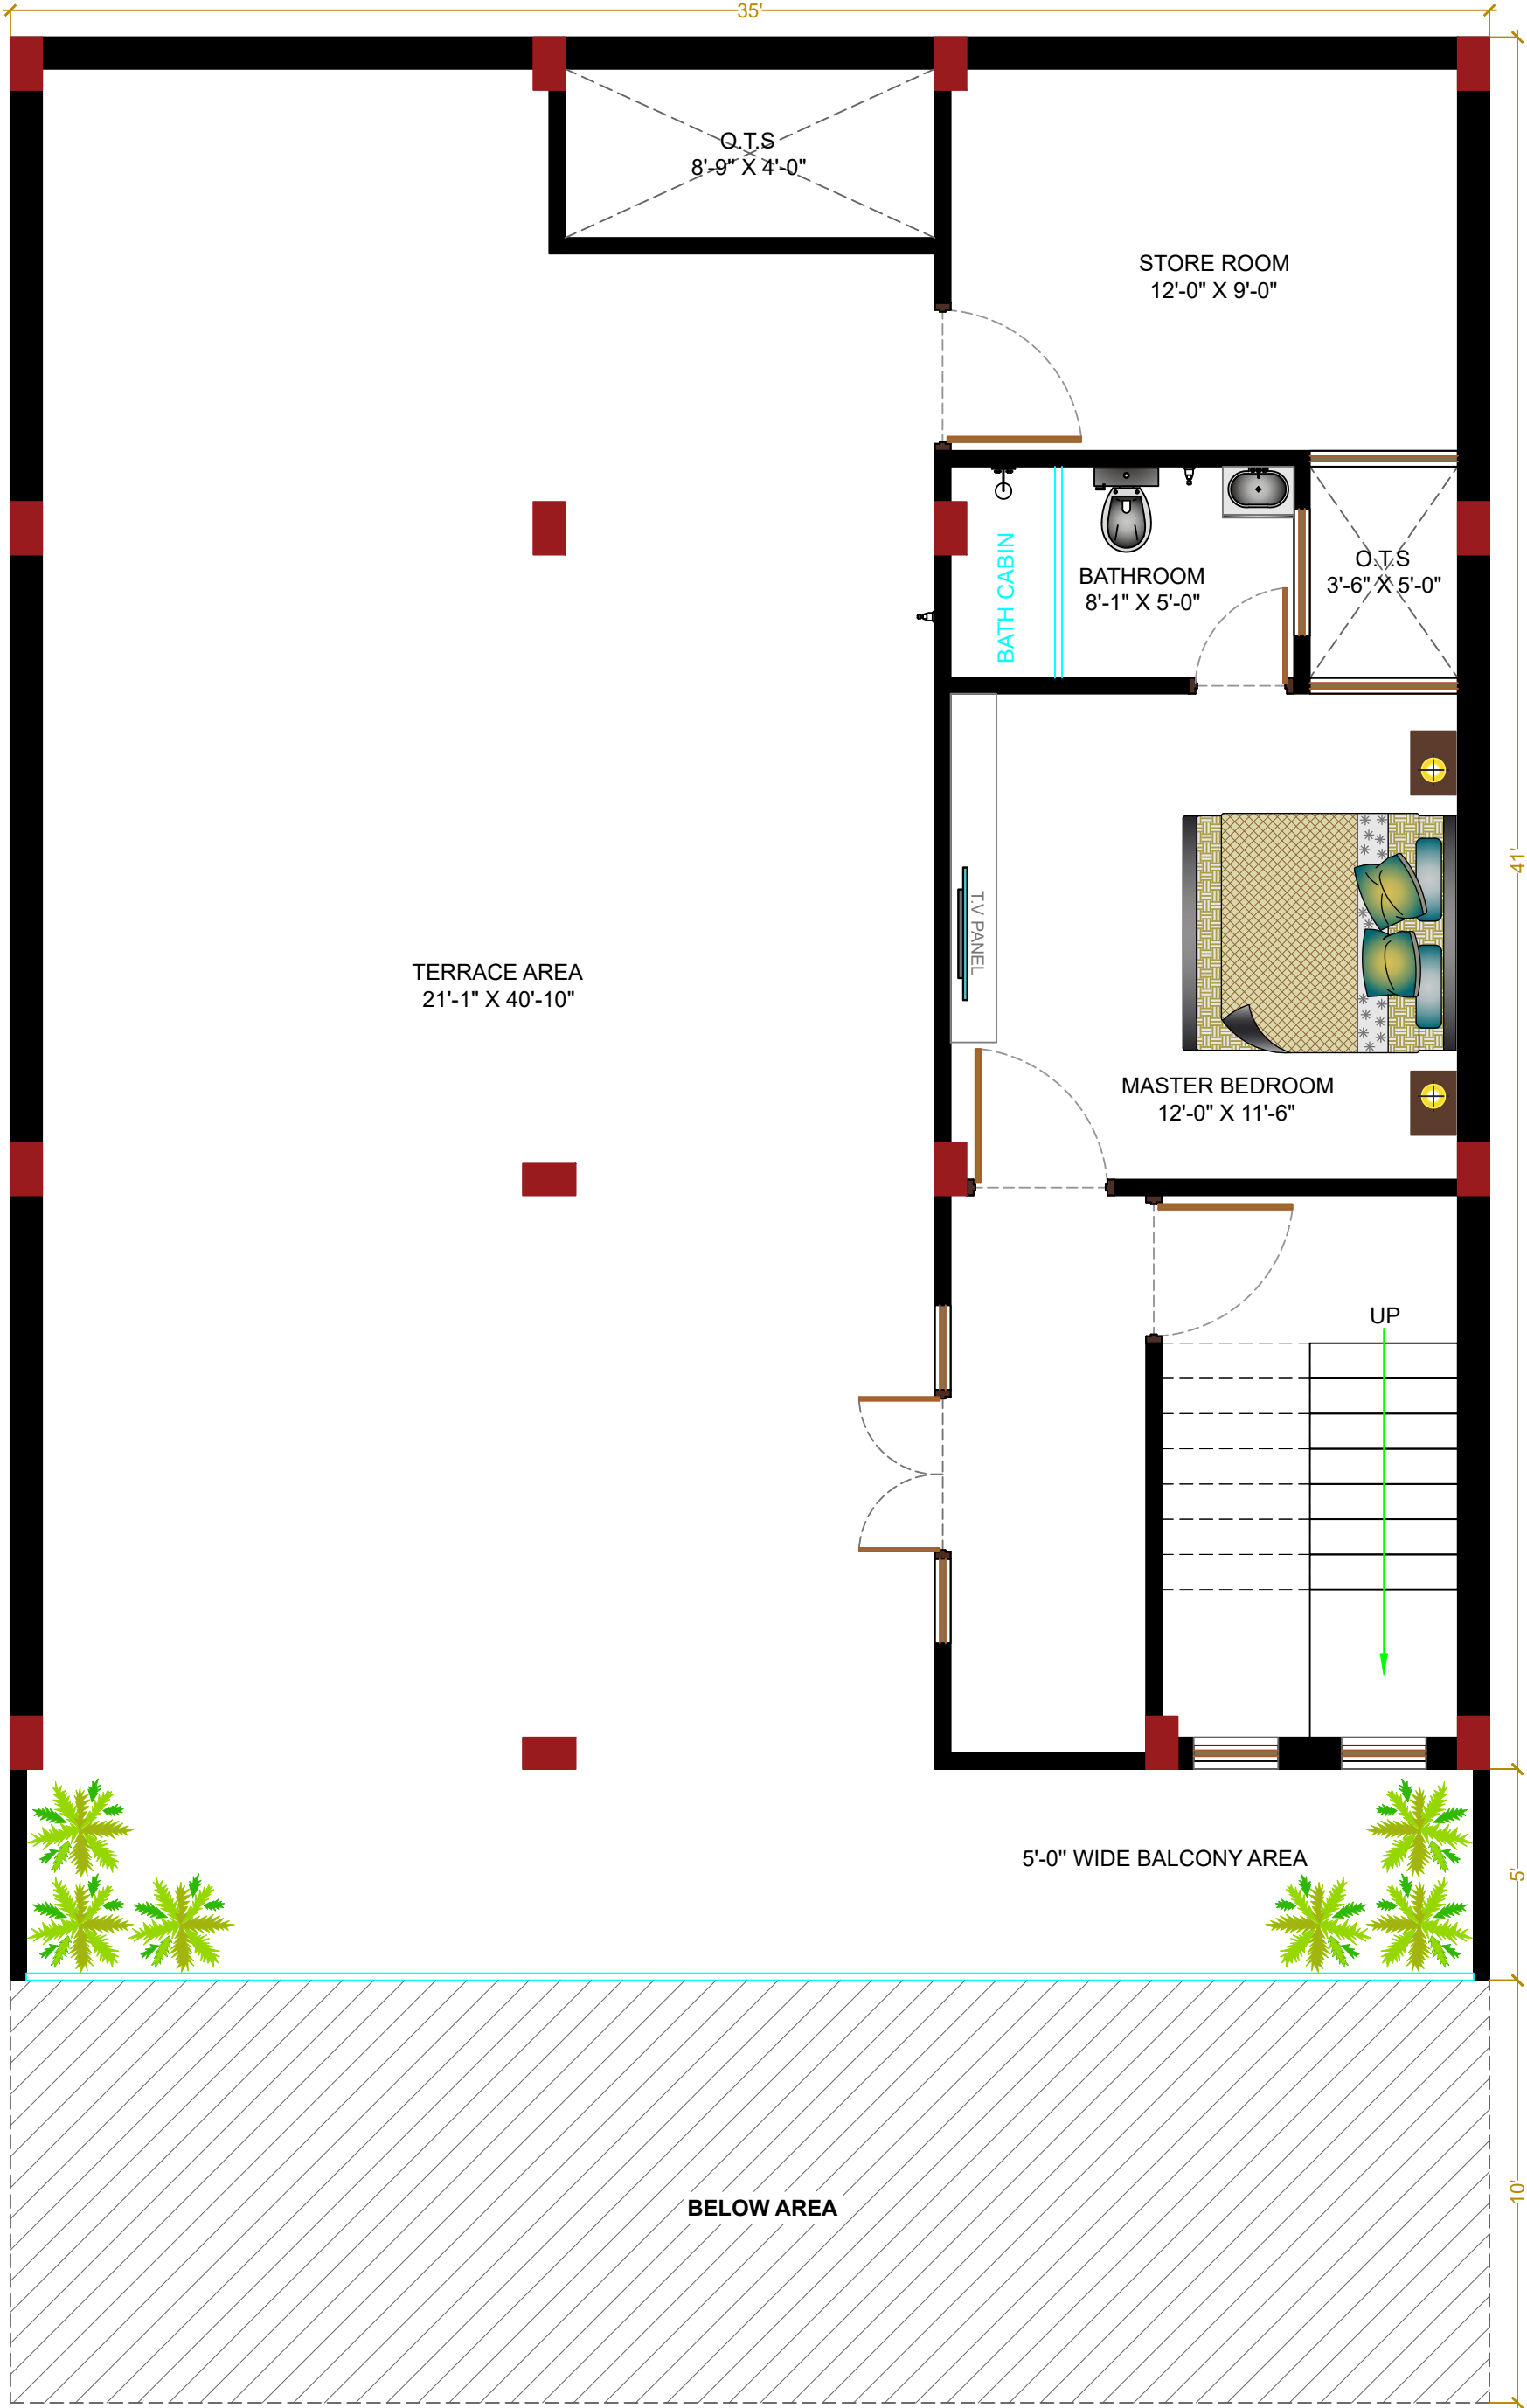 35'
O.T.S
8'-9" X 4'-0"
STORE ROOM
12'-0" X 9'-0"
BATH CABIN
BATHROOM
8'-1" X 5'-0"
O.T.S
3'-6" X 5'-0"
41'
T.V PANEL
TERRACE AREA
21'-1" X 40'-10"
MASTER BEDROOM
12'-0" X 11'-6"
UP
5'-0" WIDE BALCONY AREA
5'
BELOW AREA
10'